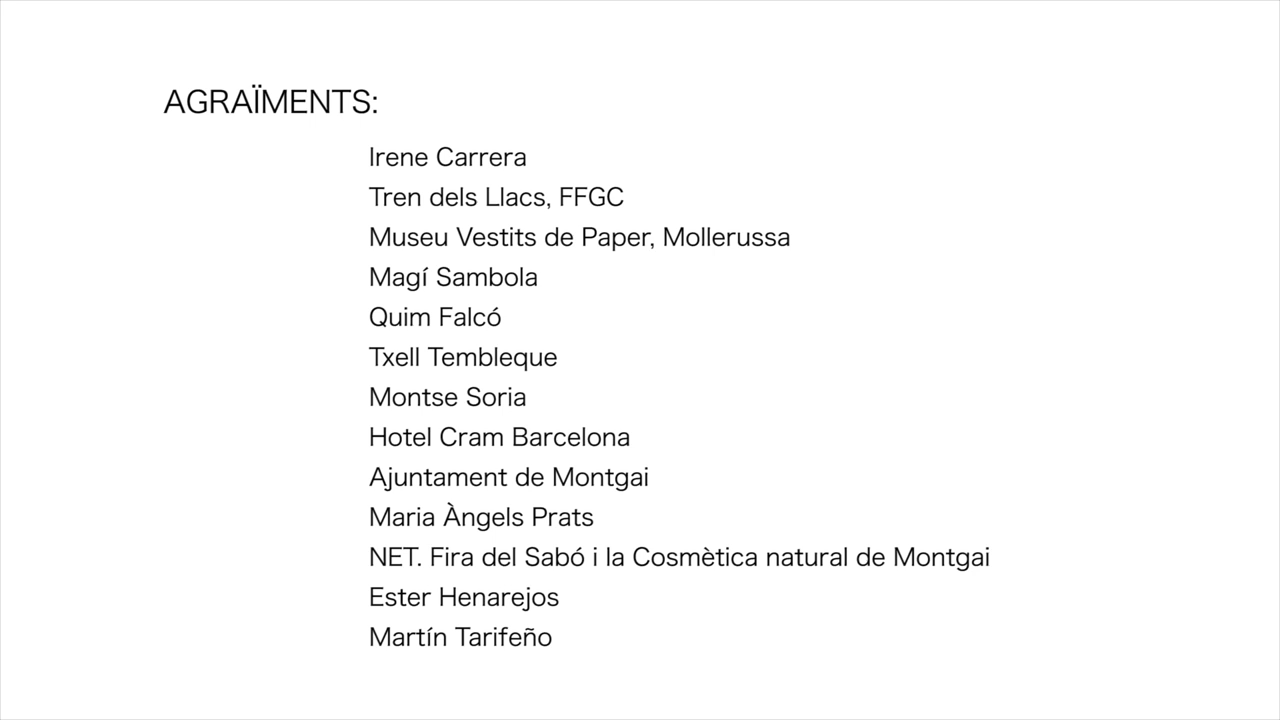 AGRAÏMENTS:
Irene Carrera
Tren dels Llacs, FFGC
Museu Vestits de Paper, Mollerussa
Magí Sambola
Quim Falcó
Txell Tembleque
Montse Soria
Hotel Cram Barcelona
Ajuntament de Montgai
Maria Àngels Prats
NET. Fira del Sabó i la Cosmètica natural de Montgai
Ester Henarejos
Martín Tarifeño